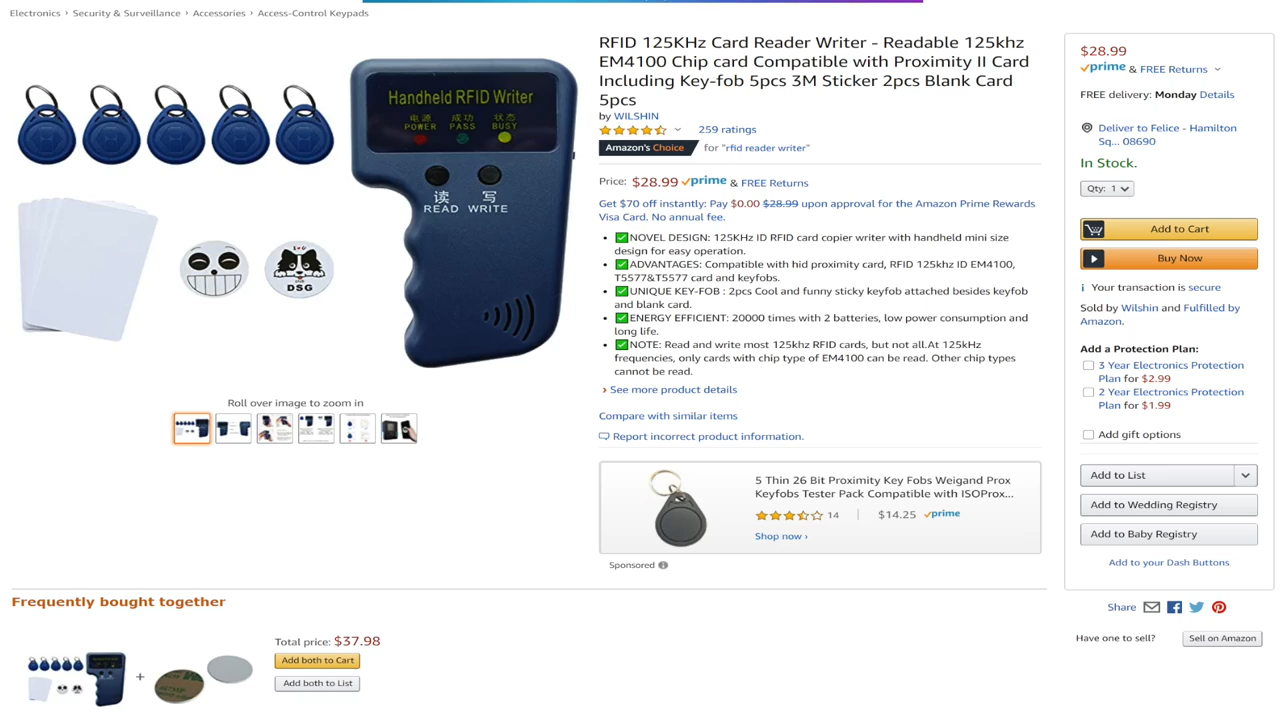 Electronics › Security & Surveillance › Accessories › Access-Control Keypads
Handheld RFID Writer
电源 成功 状态
POWER PASS BUSY
读 写
READ WRITE
DSG
Roll over image to zoom in
RFID 125KHz Card Reader Writer - Readable 125khz
EM4100 Chip card Compatible with Proximity II Card
Including Key-fob 5pcs 3M Sticker 2pcs Blank Card
5pcs
by WILSHIN
259 ratings
Amazon's Choice for "rfid reader writer"
Price: $28.99 prime & FREE Returns
Get $70 off instantly: Pay $0.00 $28.99 upon approval for the Amazon Prime Rewards
Visa Card. No annual fee.
• ✅NOVEL DESIGN: 125KHz ID RFID card copier writer with handheld mini size
design for easy operation.
• ✅ADVANTAGES: Compatible with hid proximity card, RFID 125khz ID EM4100,
T5577&T5577 card and keyfobs.
• ✅UNIQUE KEY-FOB : 2pcs Cool and funny sticky keyfob attached besides keyfob
and blank card.
• ✅ENERGY EFFICIENT: 20000 times with 2 batteries, low power consumption and
long life.
• ✅NOTE: Read and write most 125khz RFID cards, but not all.At 125kHz
frequencies, only cards with chip type of EM4100 can be read. Other chip types
cannot be read.
› See more product details
Compare with similar items
Report incorrect product information.
5 Thin 26 Bit Proximity Key Fobs Weigand Prox
Keyfobs Tester Pack Compatible with ISOProx...
14 | $14.25 prime
Shop now ›
Sponsored
$28.99
prime & FREE Returns
FREE delivery: Monday Details
Deliver to Felice - Hamilton
Sq... 08690
In Stock.
Qty: 1
Add to Cart
Buy Now
Your transaction is secure
Sold by Wilshin and Fulfilled by
Amazon.
Add a Protection Plan:
3 Year Electronics Protection
Plan for $2.99
2 Year Electronics Protection
Plan for $1.99
Add gift options
Add to List
Add to Wedding Registry
Add to Baby Registry
Add to your Dash Buttons
Share
Have one to sell? Sell on Amazon
Frequently bought together
+
Total price: $37.98
Add both to Cart
Add both to List